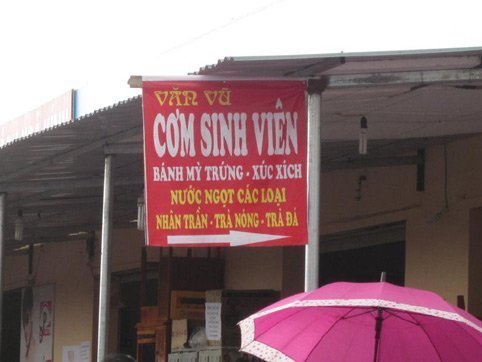 VĂN VŨ
CƠM SINH VIÊN
BÁNH MỲ TRỨNG - XÚC XÍCH
NƯỚC NGỌT CÁC LOẠI
NHÂN TRẦN - TRÀ NÓNG - TRÀ ĐÁ